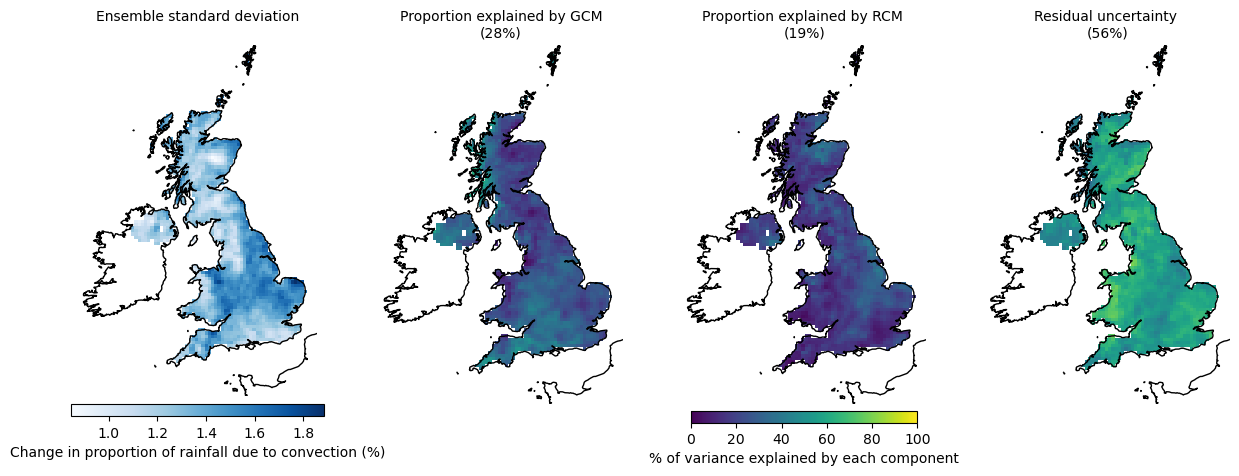 Ensemble standard deviation
Proportion explained by GCM
(28%)
Proportion explained by RCM
(19%)
Residual uncertainty
(56%)
1.0 1.2 1.4 1.6 1.8
Change in proportion of rainfall due to convection (%)
0 20 40 60 80 100
% of variance explained by each component